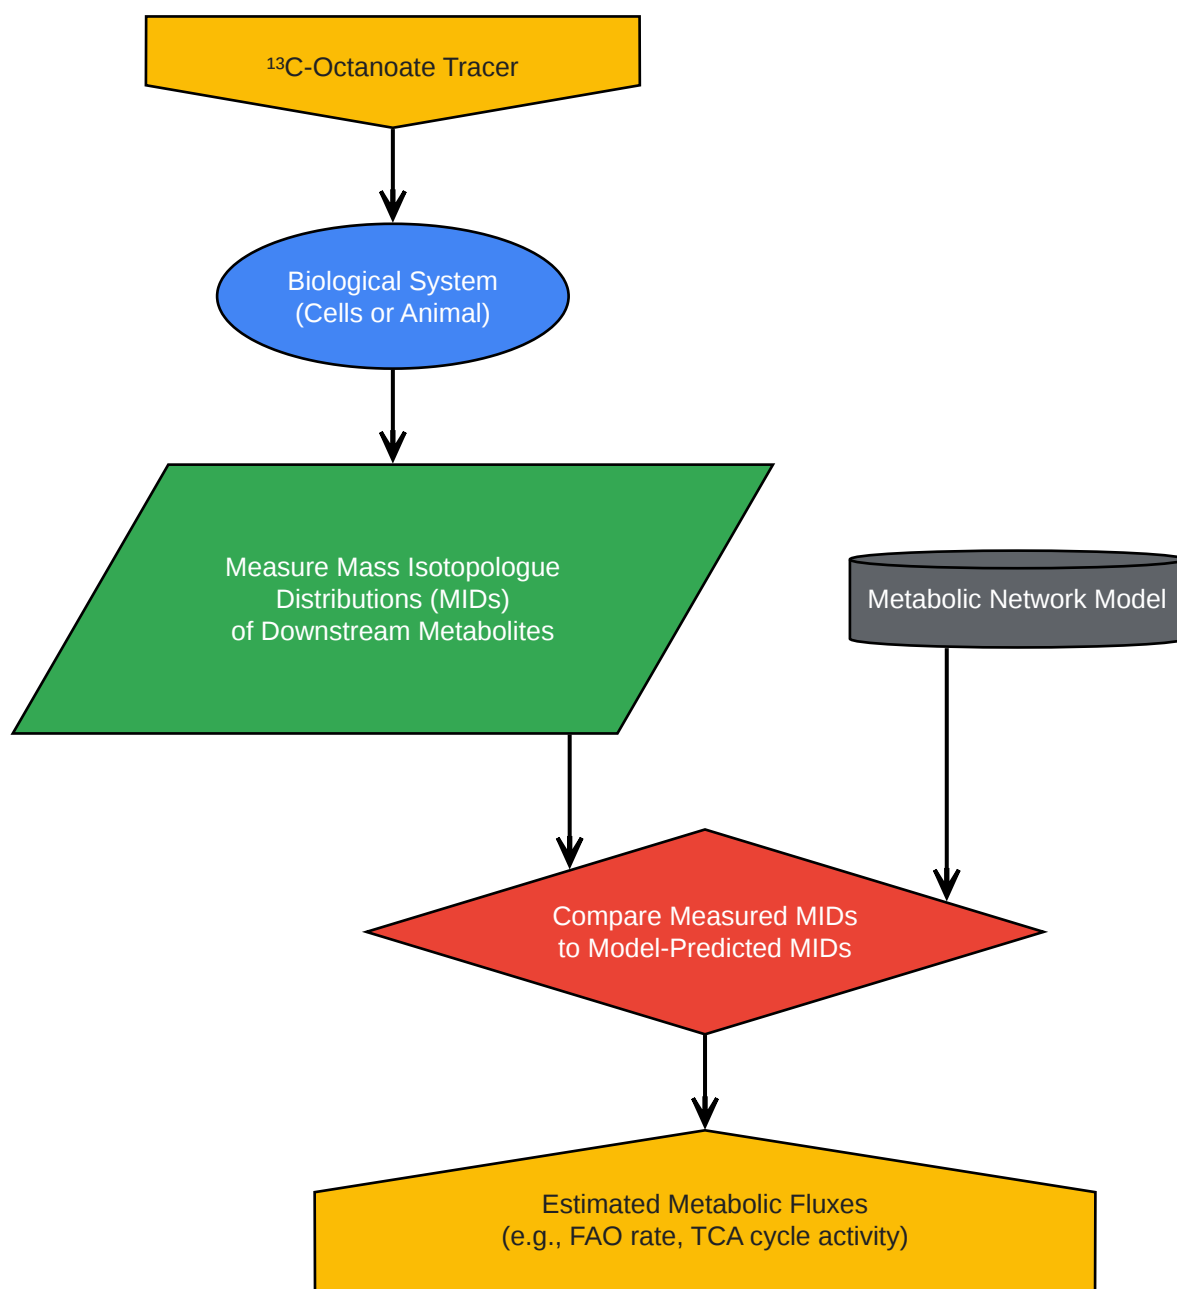 ¹³C-Octanoate Tracer
Biological System
(Cells or Animal)
Measure Mass Isotopologue
Distributions (MIDs)
of Downstream Metabolites
Metabolic Network Model
Compare Measured MIDs
to Model-Predicted MIDs
Estimated Metabolic Fluxes
(e.g., FAO rate, TCA cycle activity)